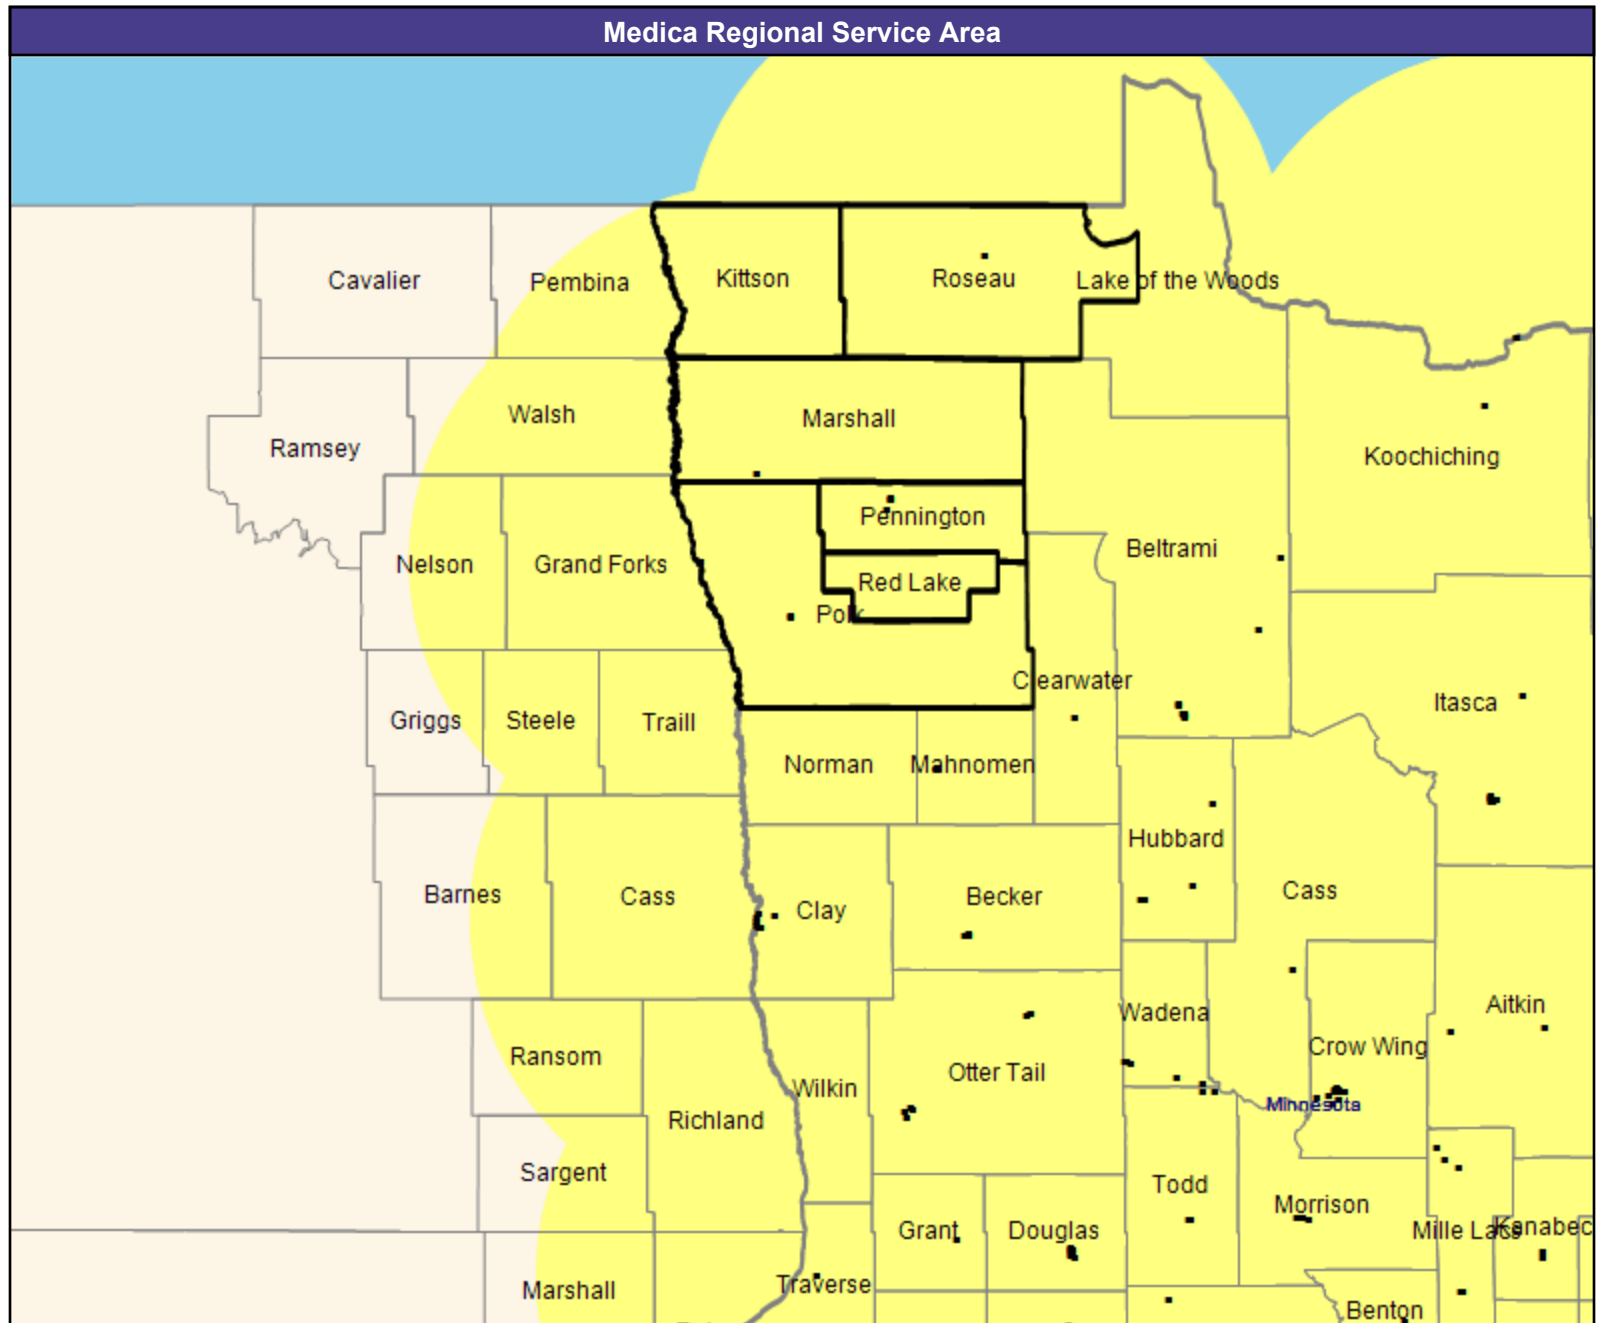 Medica Regional Service Area
Cavalier
Pembina
Kittson
Roseau
Lake of the Woods
Walsh
Marshall
Ramsey
Koochiching
Pennington
Nelson
Grand Forks
Beltrami
Red Lake
Polk
Clearwater
Griggs
Steele
Traill
Itasca
Norman
Mahnomen
Hubbard
Barnes
Cass
Clay
Becker
Cass
Wadena
Aitkin
Ransom
Crow Wing
Otter Tail
Wilkin
Minnesota
Richland
Sargent
Todd
Morrison
Grant
Douglas
Mille Lacs
Kanabec
Marshall
Traverse
Benton